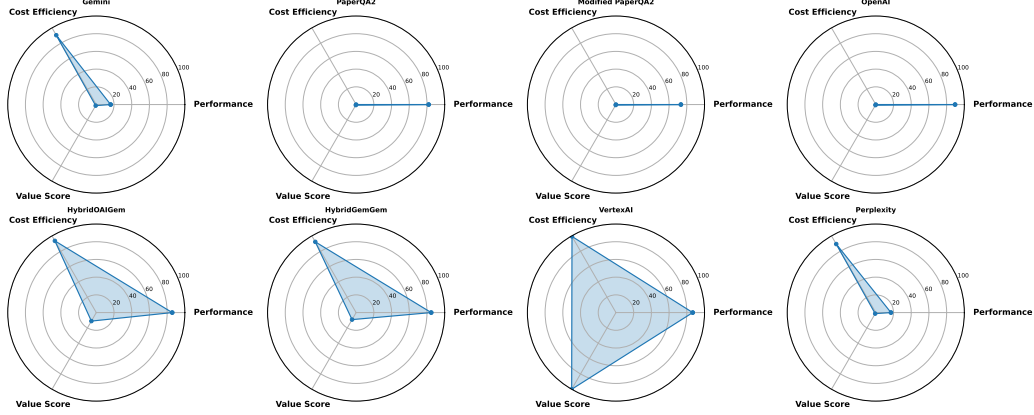 Gemini
Cost Efficiency
100
80
60
40
20
Performance
Value Score
PaperQA2
Cost Efficiency
100
80
60
40
20
Performance
Value Score
Modified PaperQA2
Cost Efficiency
100
80
60
40
20
Performance
Value Score
OpenAI
Cost Efficiency
100
80
60
40
20
Performance
Value Score
HybridOAIGem
Cost Efficiency
100
80
60
40
20
Performance
Value Score
HybridGemGem
Cost Efficiency
100
80
60
40
20
Performance
Value Score
VertexAI
Cost Efficiency
100
80
60
40
20
Performance
Value Score
Perplexity
Cost Efficiency
100
80
60
40
20
Performance
Value Score